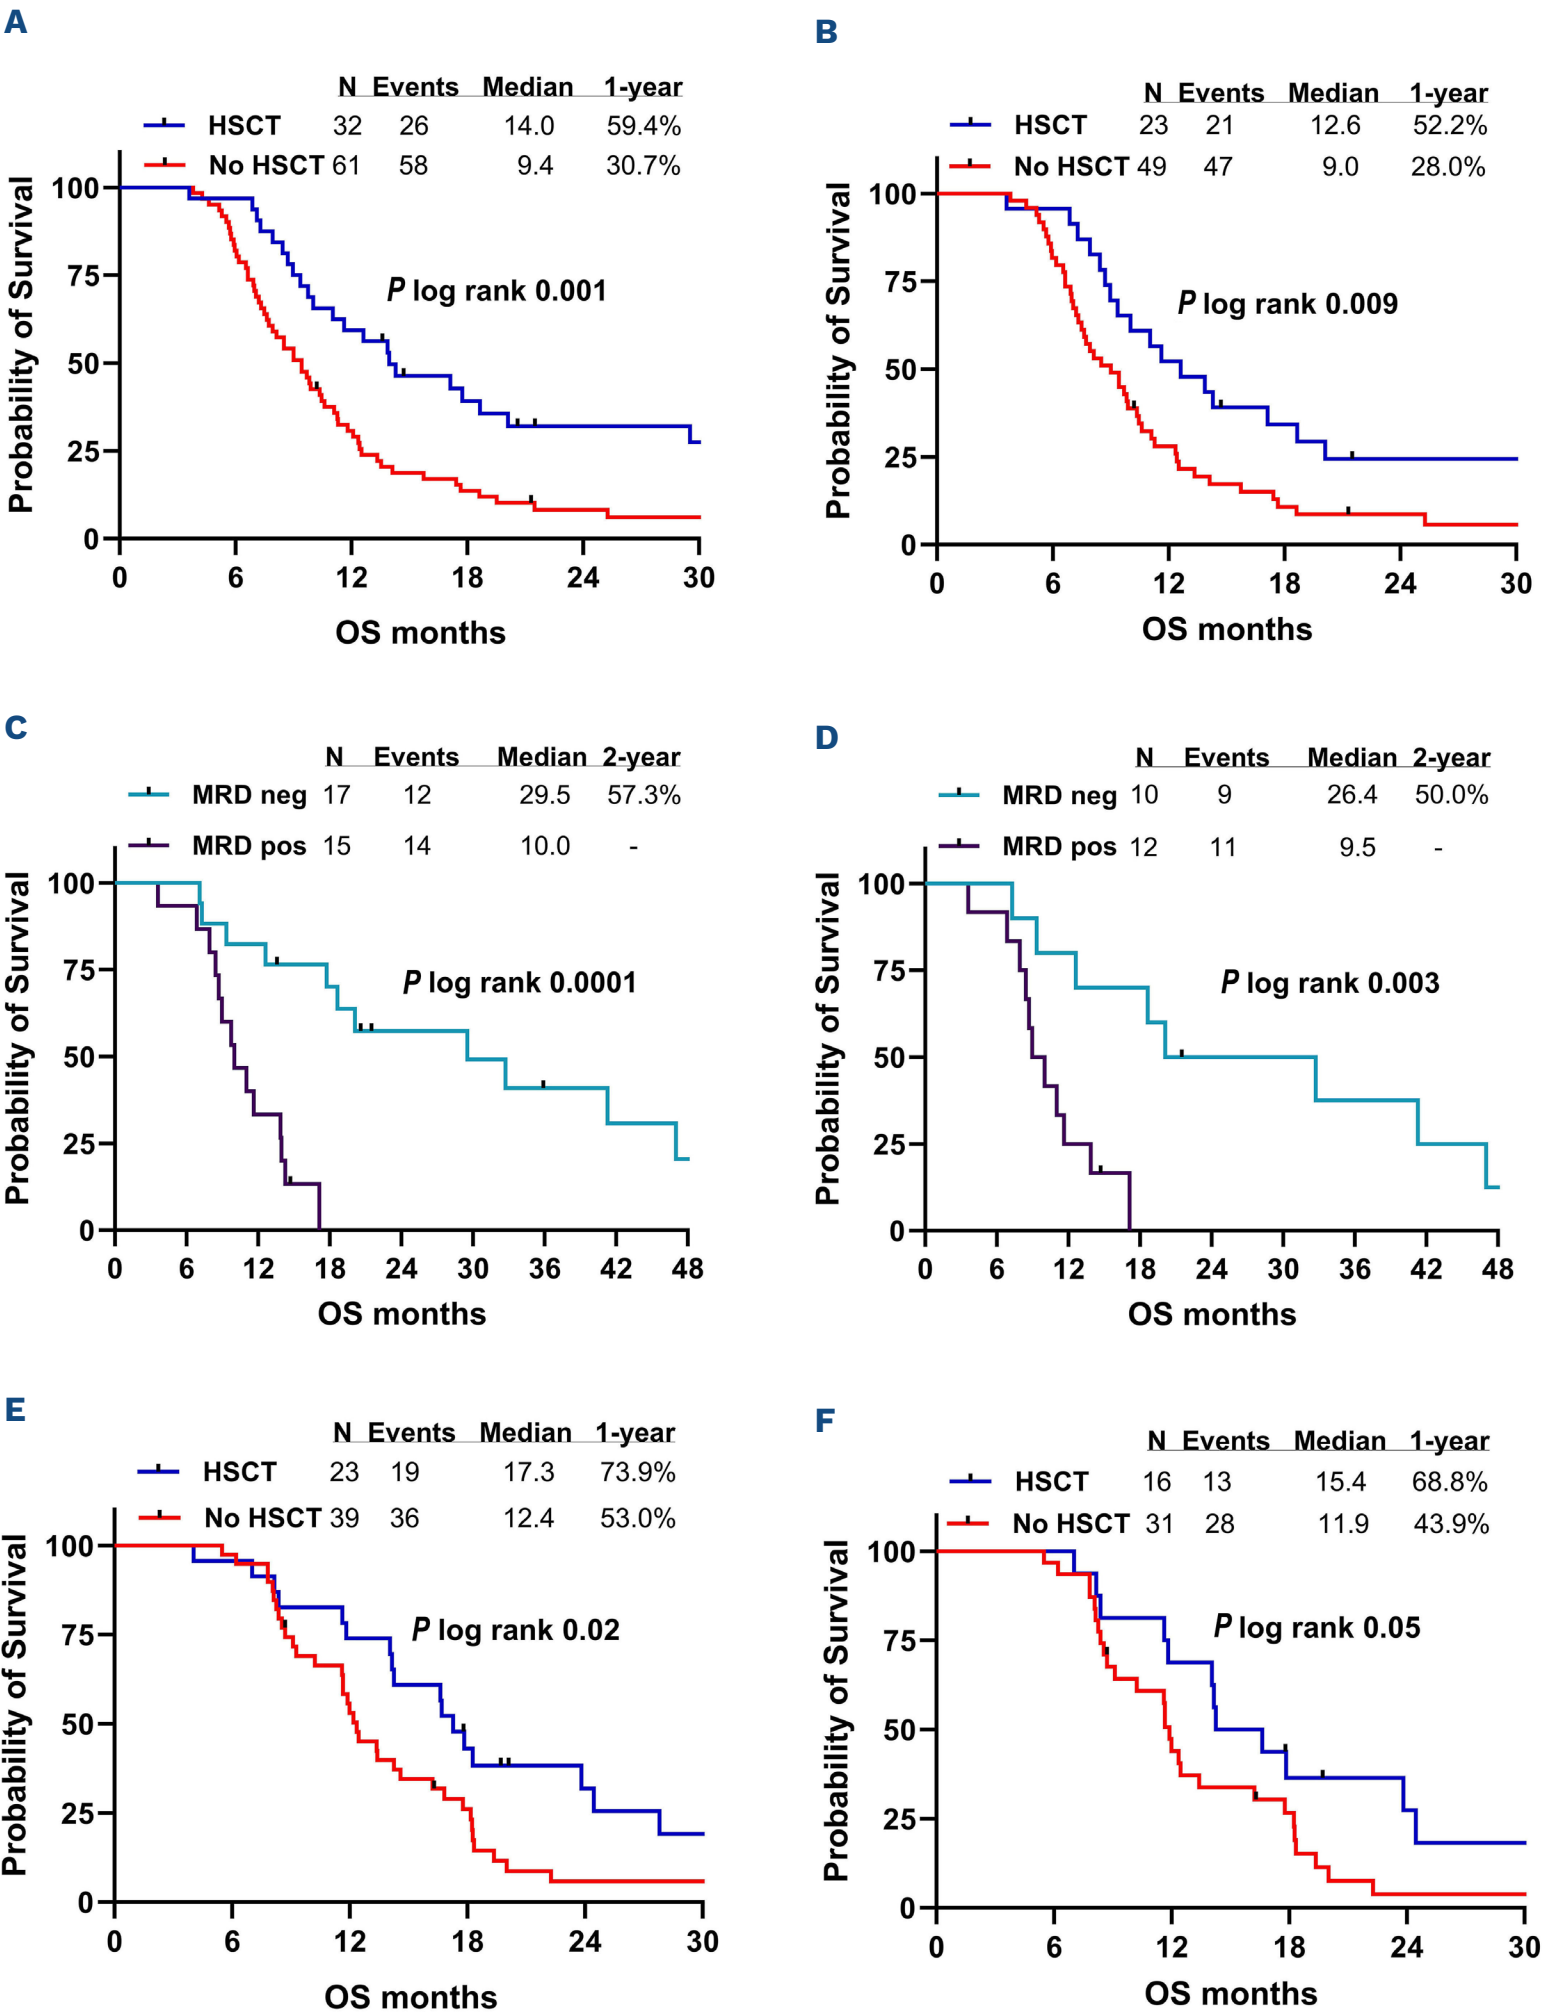 A
N Events Median 1-year
HSCT 32 26 14.0 59.4%
No HSCT 61 58 9.4 30.7%
P log rank 0.001
Probability of Survival
100
75
50
25
0
0 6 12 18 24 30
OS months
B
N Events Median 1-year
HSCT 23 21 12.6 52.2%
No HSCT 49 47 9.0 28.0%
P log rank 0.009
Probability of Survival
100
75
50
25
0
0 6 12 18 24 30
OS months
C
N Events Median 2-year
MRD neg 17 12 29.5 57.3%
MRD pos 15 14 10.0 -
P log rank 0.0001
Probability of Survival
100
75
50
25
0
0 6 12 18 24 30 36 42 48
OS months
D
N Events Median 2-year
MRD neg 10 9 26.4 50.0%
MRD pos 12 11 9.5 -
P log rank 0.003
Probability of Survival
100
75
50
25
0
0 6 12 18 24 30 36 42 48
OS months
E
N Events Median 1-year
HSCT 23 19 17.3 73.9%
No HSCT 39 36 12.4 53.0%
P log rank 0.02
Probability of Survival
100
75
50
25
0
0 6 12 18 24 30
OS months
F
N Events Median 1-year
HSCT 16 13 15.4 68.8%
No HSCT 31 28 11.9 43.9%
P log rank 0.05
Probability of Survival
100
75
50
25
0
0 6 12 18 24 30
OS months